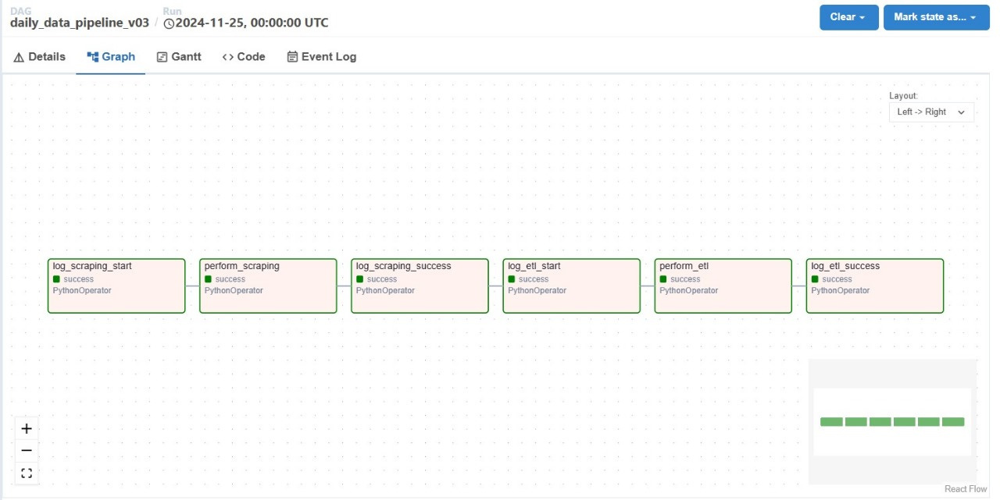 DAG
daily_data_pipeline_v03 / Run 2024-11-25, 00:00:00 UTC
Clear
Mark state as...
Details
Graph
Gantt
Code
Event Log
Layout:
Left -> Right
log_scraping_start
success
PythonOperator
perform_scraping
success
PythonOperator
log_scraping_success
success
PythonOperator
log_etl_start
success
PythonOperator
perform_etl
success
PythonOperator
log_etl_success
success
PythonOperator
React Flow